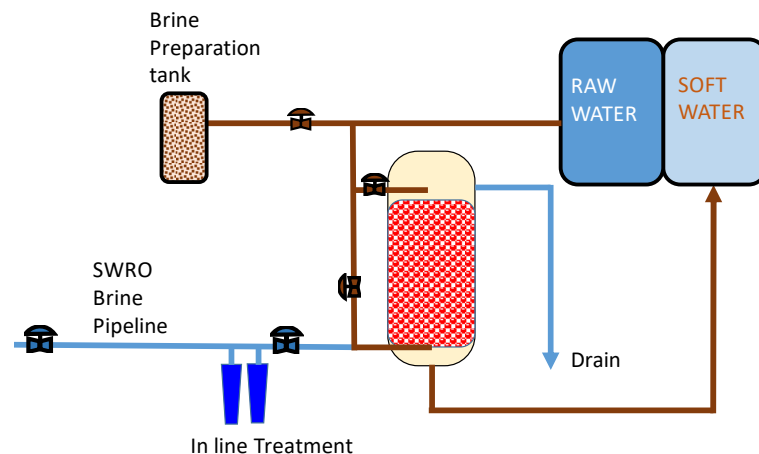 Brine
Preparation
tank
RAW
WATER
SOFT
WATER
SWRO
Brine
Pipeline
Drain
In line Treatment